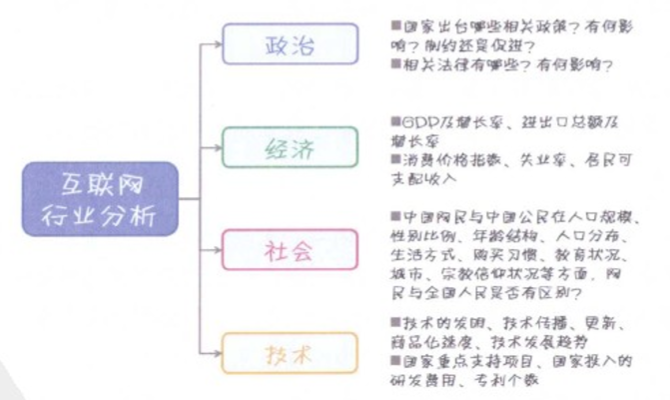 互联网
行业分析
政治
■国家出台哪些相关政策？有何影
响？制约还是促进？
■相关法律有哪些？有何影响？
经济
■GDP及增长率、进出口总额及
增长率
■消费价格指数、失业率、居民可
支配收入
社会
■中国网民与中国公民在人口规模、
性别比例、年龄结构、人口分布、
生活方式、购买习惯、教育状况、
城市、宗教信仰状况等方面，网
民与全国人民是否有区别？
技术
■技术的发明、技术传播、更新、
商品化速度、技术发展趋势
■国家重点支持项目、国家投入的
研发费用、专利个数